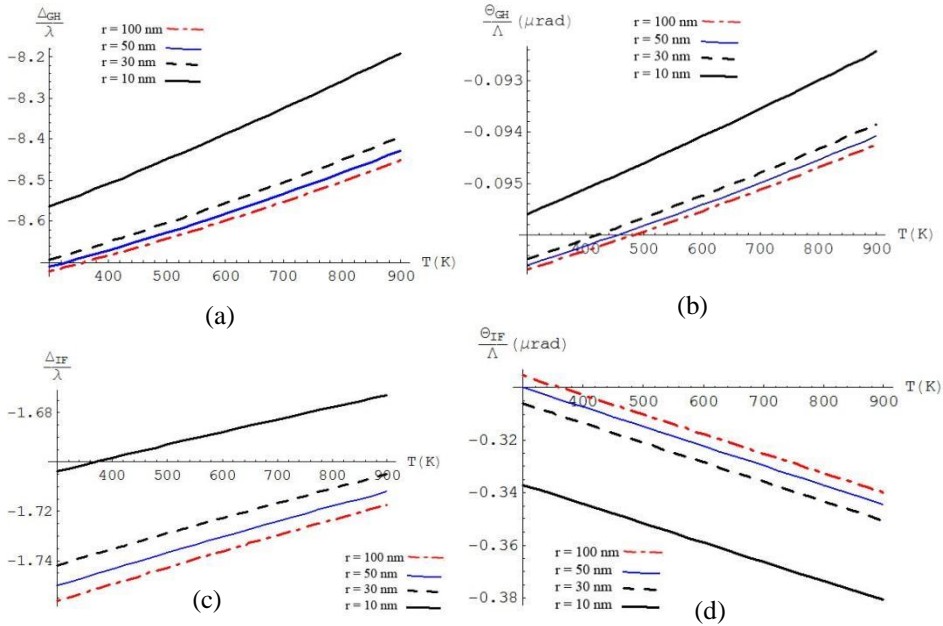 Δ_GH/λ
r = 100 nm
r = 50 nm
r = 30 nm
r = 10 nm
-8.2
-8.3
-8.4
-8.5
-8.6
400 500 600 700 800 900 T(K)
(a)
Θ_GH/Λ (μrad)
r = 100 nm
r = 50 nm
r = 30 nm
r = 10 nm
-0.093
-0.094
-0.095
400 500 600 700 800 900 T(K)
(b)
Δ_IF/λ
-1.68
400 500 600 700 800 900 T(K)
-1.72
-1.74
r = 100 nm
r = 50 nm
r = 30 nm
r = 10 nm
(c)
Θ_IF/Λ (μrad)
400 500 600 700 800 900 T(K)
-0.32
-0.34
-0.36
-0.38
r = 100 nm
r = 50 nm
r = 30 nm
r = 10 nm
(d)